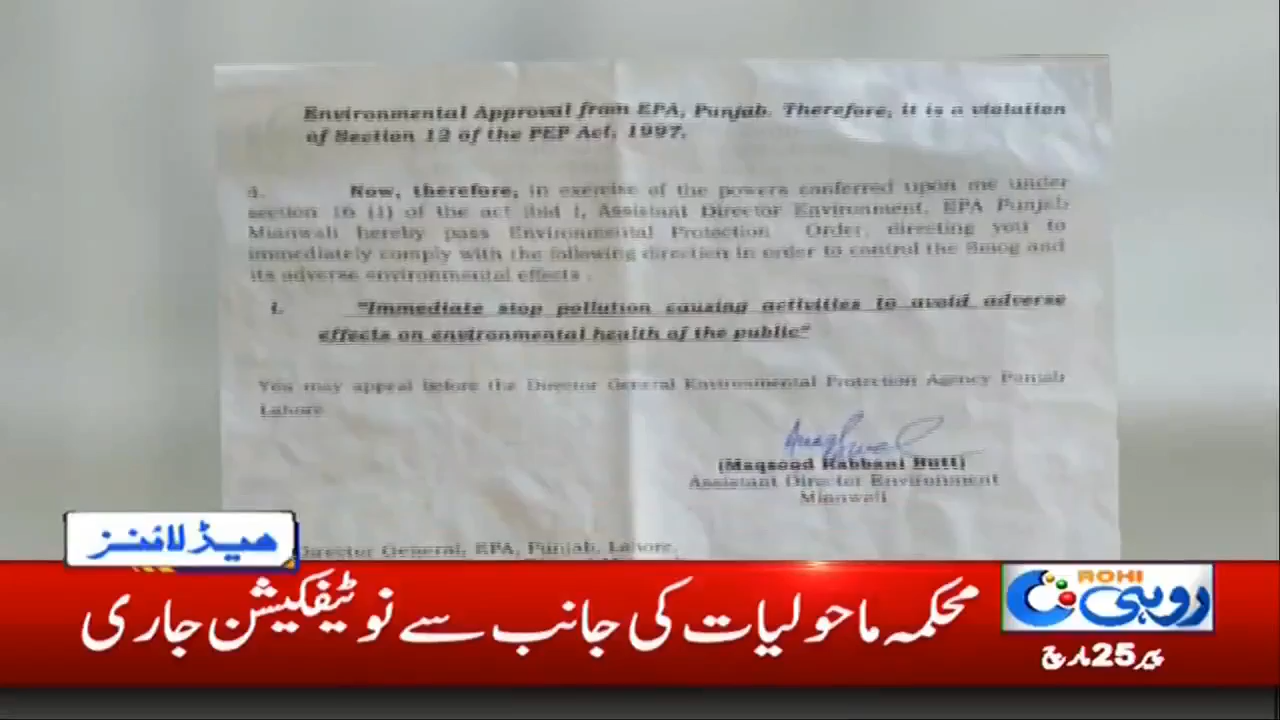 Environmental Approval from EPA, Punjab. Therefore, it is a violation
of Section 12 of the PEP Act, 1997.
4. Now, therefore, in exercise of the powers conferred upon me under
section 16 (1) of the act ibid I, Assistant Director Environment, EPA Punjab
Mianwali hereby pass Environmental Protection Order, directing you to
immediately comply with the following direction in order to control the Smog and
its adverse environmental effects .
i. "Immediate stop pollution causing activities to avoid adverse
effects on environmental health of the public"
You may appeal before the Director General Environmental Protection Agency Punjab
Lahore
(Maqsood Rabbani Butt)
Assistant Director Environment
Mianwali
Director General, EPA, Punjab, Lahore.
ہیڈلائنز
محکمہ ماحولیات کی جانب سے نوٹیفکیشن جاری
ROHI
روہی
پیر 25 مارچ